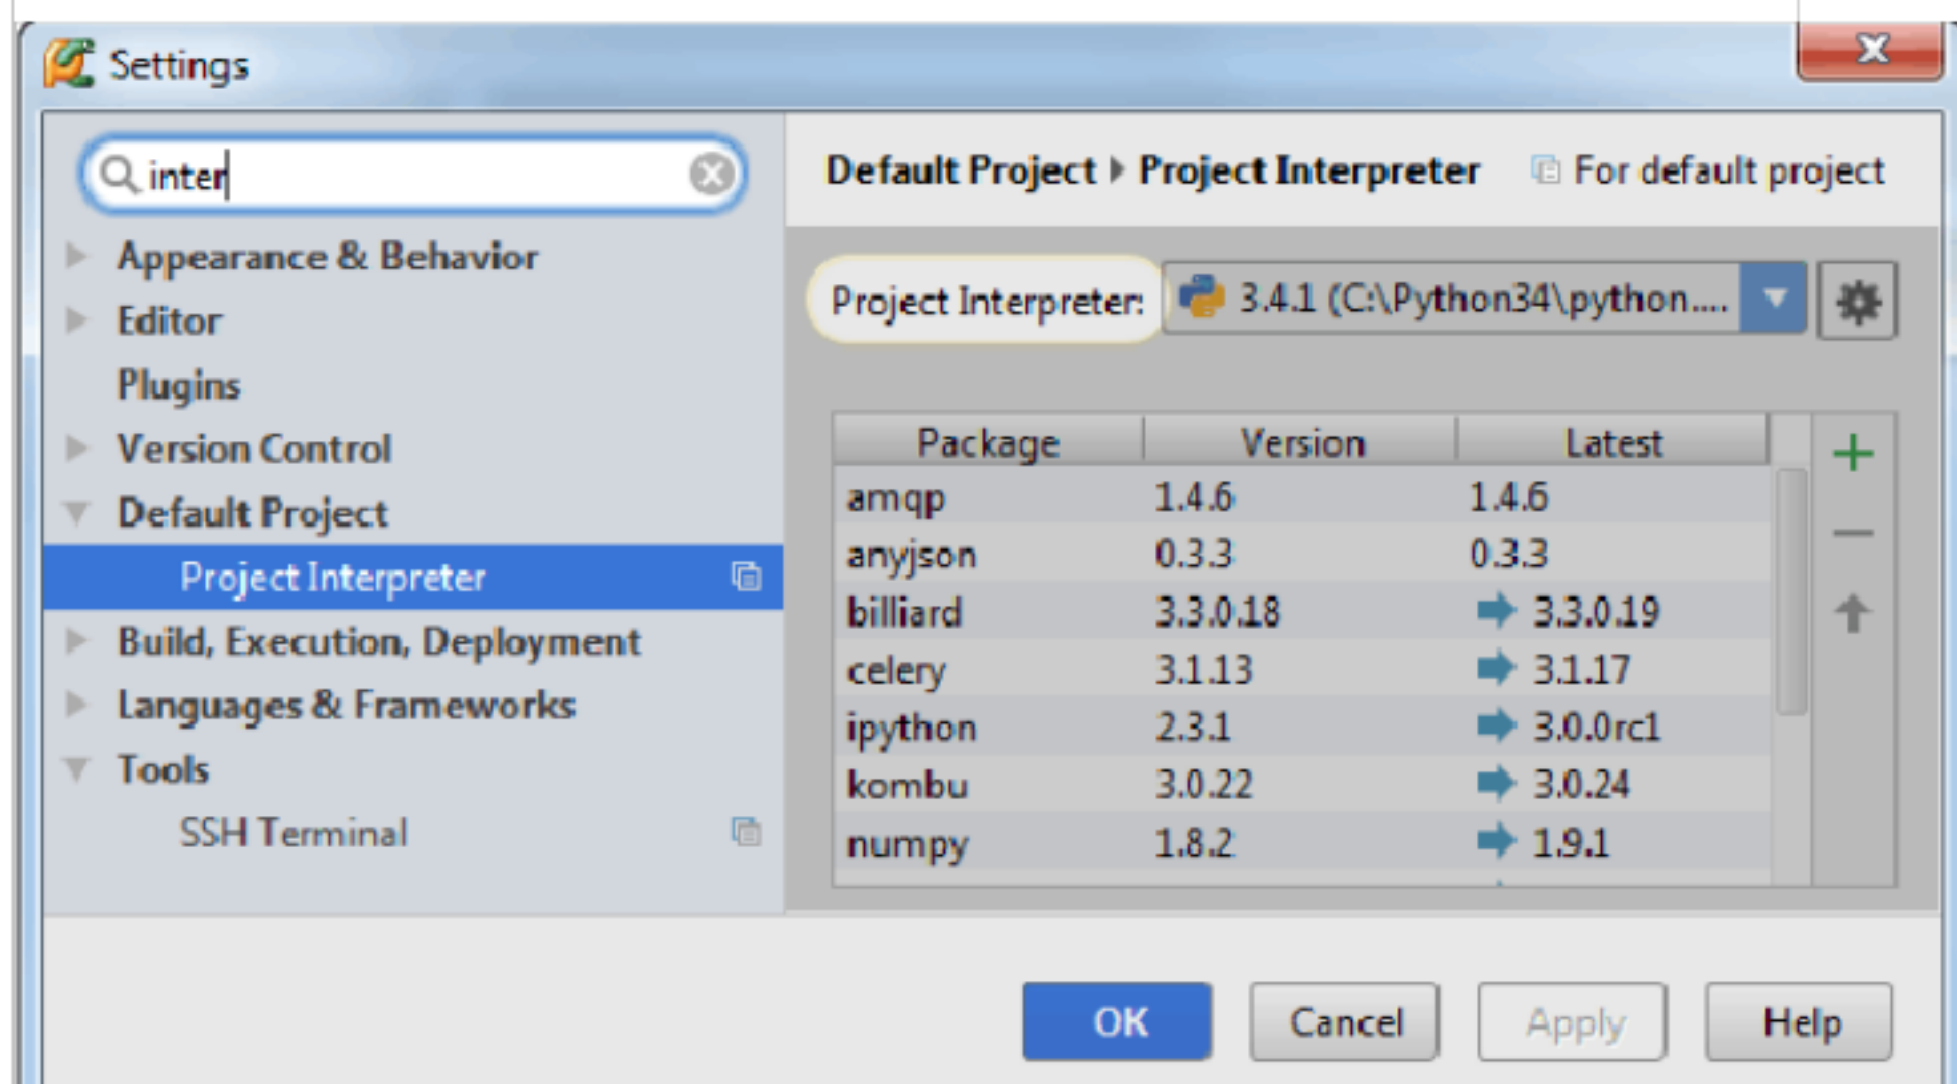 Settings
inter
Appearance & Behavior
Editor
Plugins
Version Control
Default Project
Project Interpreter
Build, Execution, Deployment
Languages & Frameworks
Tools
SSH Terminal
Default Project Project Interpreter For default project
Project Interpreter: 3.4.1 (C:\Python34\python....
Package Version Latest
amqp 1.4.6 1.4.6
anyjson 0.3.3 0.3.3
billiard 3.3.0.18 3.3.0.19
celery 3.1.13 3.1.17
ipython 2.3.1 3.0.0rc1
kombu 3.0.22 3.0.24
numpy 1.8.2 1.9.1
OK Cancel Apply Help